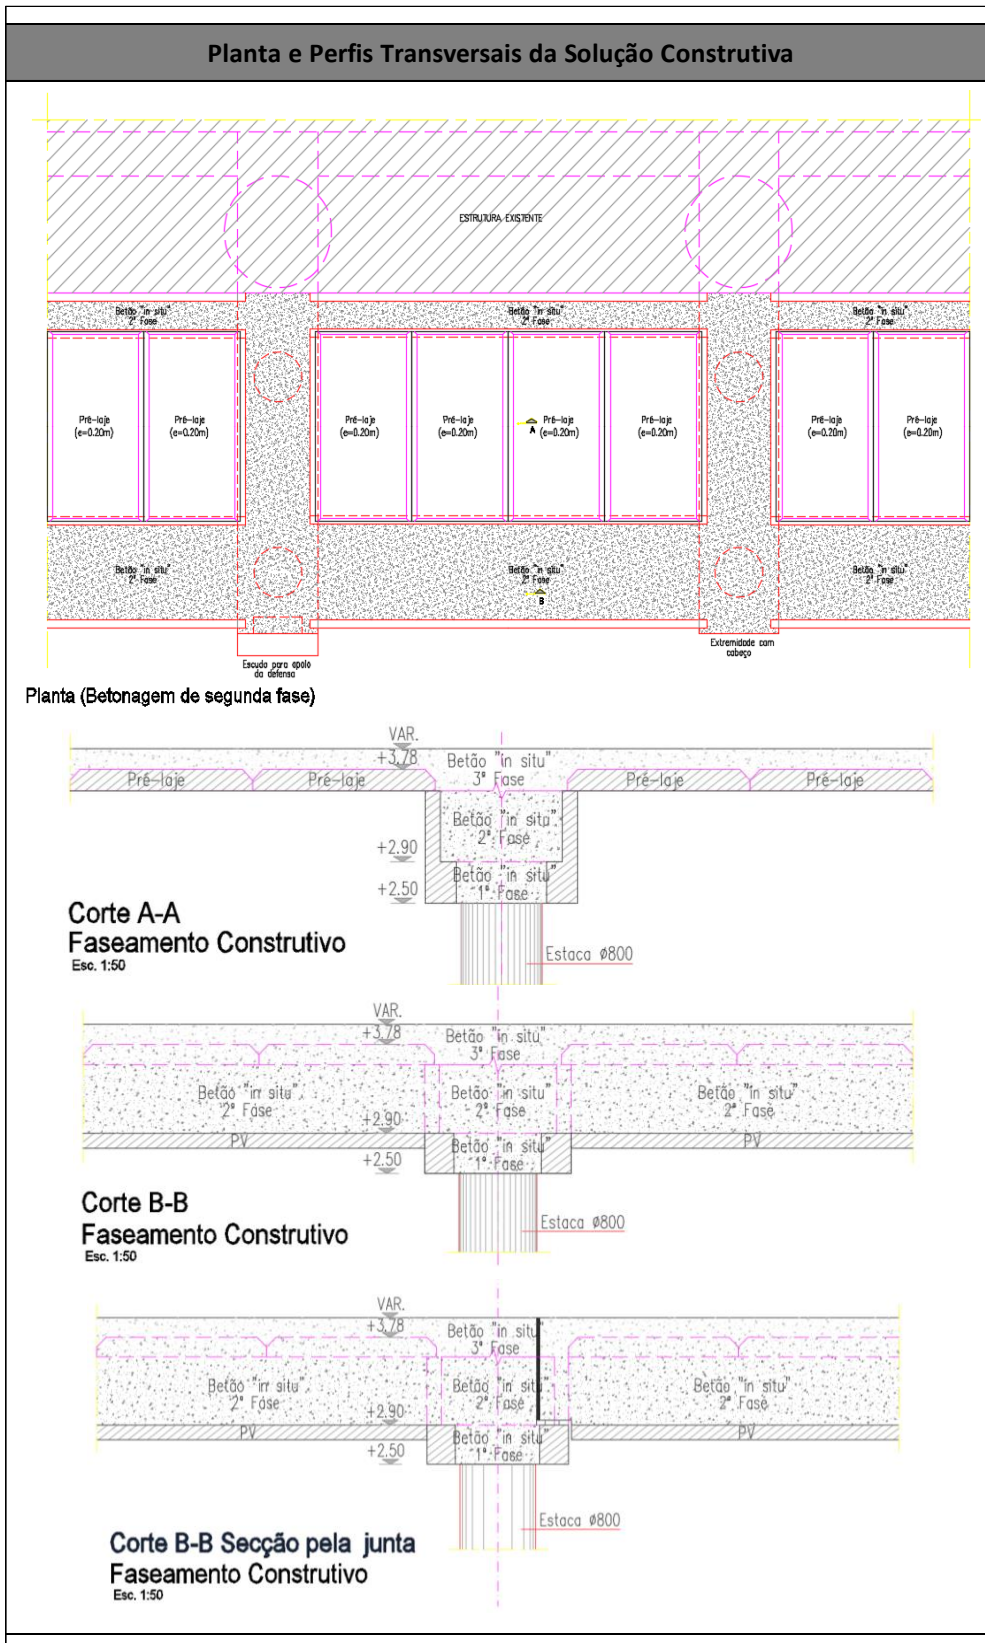 Planta e Perfis Transversais da Solução Construtiva
ESTRUTURA EXISTENTE
Betão "in situ"
2ª Fase
Betão "in situ"
2ª Fase
Betão "in situ"
2ª Fase
Pré-laje
(e=0.20m)
Pré-laje
(e=0.20m)
Pré-laje
(e=0.20m)
Pré-laje
(e=0.20m)
A
Pré-laje
(e=0.20m)
Pré-laje
(e=0.20m)
Pré-laje
(e=0.20m)
Pré-laje
(e=0.20m)
Betão "in situ"
2ª Fase
Betão "in situ"
2ª Fase
B
Betão "in situ"
2ª Fase
Escudo para apoio
da defensa
Extremidade com
cabeço
Planta (Betonagem de segunda fase)
VAR.
+3.78
Betão "in situ"
3ª Fase
Pré-laje
Pré-laje
Pré-laje
Pré-laje
Betão "in situ"
2ª Fase
+2.90
Betão "in situ"
1ª Fase
+2.50
Corte A-A
Faseamento Construtivo
Esc. 1:50
Estaca Ø800
VAR.
+3.78
Betão "in situ"
3ª Fase
Betão "in situ"
2ª Fase
Betão "in situ"
2ª Fase
Betão "in situ"
2ª Fase
+2.90
PV
PV
Betão "in situ"
1ª Fase
+2.50
Corte B-B
Faseamento Construtivo
Esc. 1:50
Estaca Ø800
VAR.
+3.78
Betão "in situ"
3ª Fase
Betão "in situ"
2ª Fase
Betão "in situ"
2ª Fase
Betão "in situ"
2ª Fase
+2.90
PV
PV
Betão "in situ"
1ª Fase
+2.50
Estaca Ø800
Corte B-B Secção pela junta
Faseamento Construtivo
Esc. 1:50